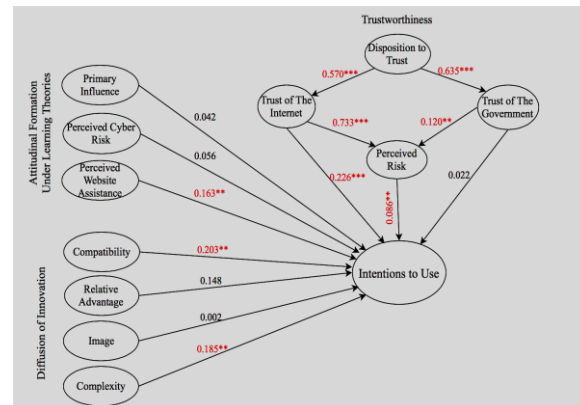 Trustworthiness
Disposition to
Trust
0.570***
0.635***
Attitudinal Formation
Under Learning Theories
Primary
Influence
Trust of The
Internet
Trust of The
Government
0.042
0.733***
0.120**
Perceived Cyber
Risk
0.056
Perceived
Risk
Perceived
Website
Assistance
0.163**
0.226***
0.086**
0.022
Diffusion of Innovation
Compatibility
0.203**
Intentions to Use
Relative
Advantage
0.148
Image
0.002
Complexity
0.185**